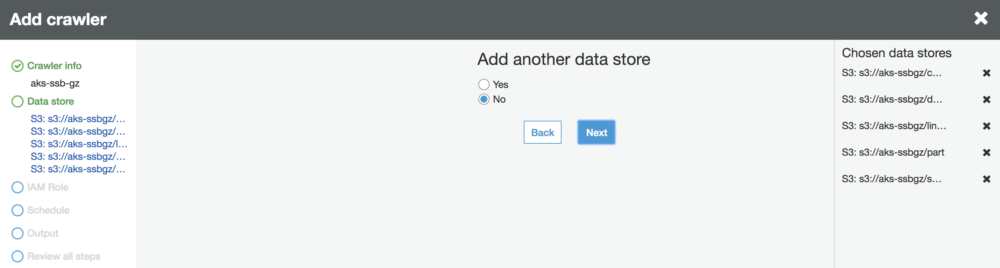 Add crawler
Crawler info
aks-ssb-gz
Data store
S3: s3://aks-ssbgz/...
S3: s3://aks-ssbgz/...
S3: s3://aks-ssbgz/l...
S3: s3://aks-ssbgz/...
S3: s3://aks-ssbgz/...
IAM Role
Schedule
Output
Review all steps
Add another data store
Yes
No
Back Next
Chosen data stores
S3: s3://aks-ssbgz/c...
S3: s3://aks-ssbgz/d...
S3: s3://aks-ssbgz/lin...
S3: s3://aks-ssbgz/part
S3: s3://aks-ssbgz/s...